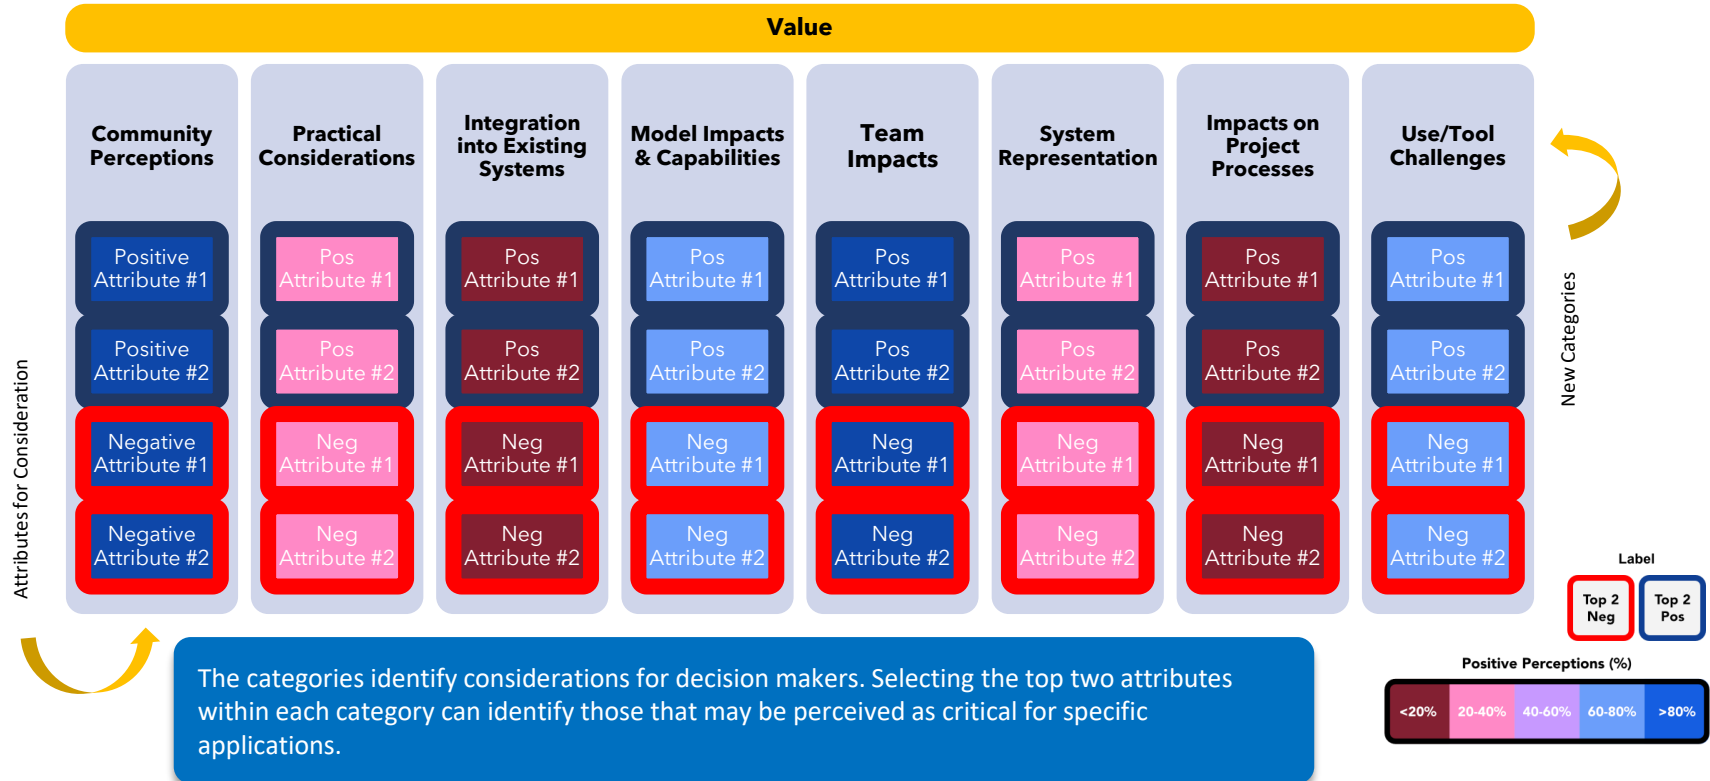 Value
Community
Perceptions
Practical
Considerations
Integration
into Existing
Systems
Model Impacts
& Capabilities
Team
Impacts
System
Representation
Impacts on
Project
Processes
Use/Tool
Challenges
Positive
Attribute #1
Pos
Attribute #1
Pos
Attribute #1
Pos
Attribute #1
Pos
Attribute #1
Pos
Attribute #1
Pos
Attribute #1
Pos
Attribute #1
Positive
Attribute #2
Pos
Attribute #2
Pos
Attribute #2
Pos
Attribute #2
Pos
Attribute #2
Pos
Attribute #2
Pos
Attribute #2
Pos
Attribute #2
Negative
Attribute #1
Neg
Attribute #1
Neg
Attribute #1
Neg
Attribute #1
Neg
Attribute #1
Neg
Attribute #1
Neg
Attribute #1
Neg
Attribute #1
Negative
Attribute #2
Neg
Attribute #2
Neg
Attribute #2
Neg
Attribute #2
Neg
Attribute #2
Neg
Attribute #2
Neg
Attribute #2
Neg
Attribute #2
Attributes for Consideration
New Categories
The categories identify considerations for decision makers. Selecting the top two attributes
within each category can identify those that may be perceived as critical for specific
applications.
Label
Top 2
Neg
Top 2
Pos
Positive Perceptions (%)
<20% 20-40% 40-60% 60-80% >80%